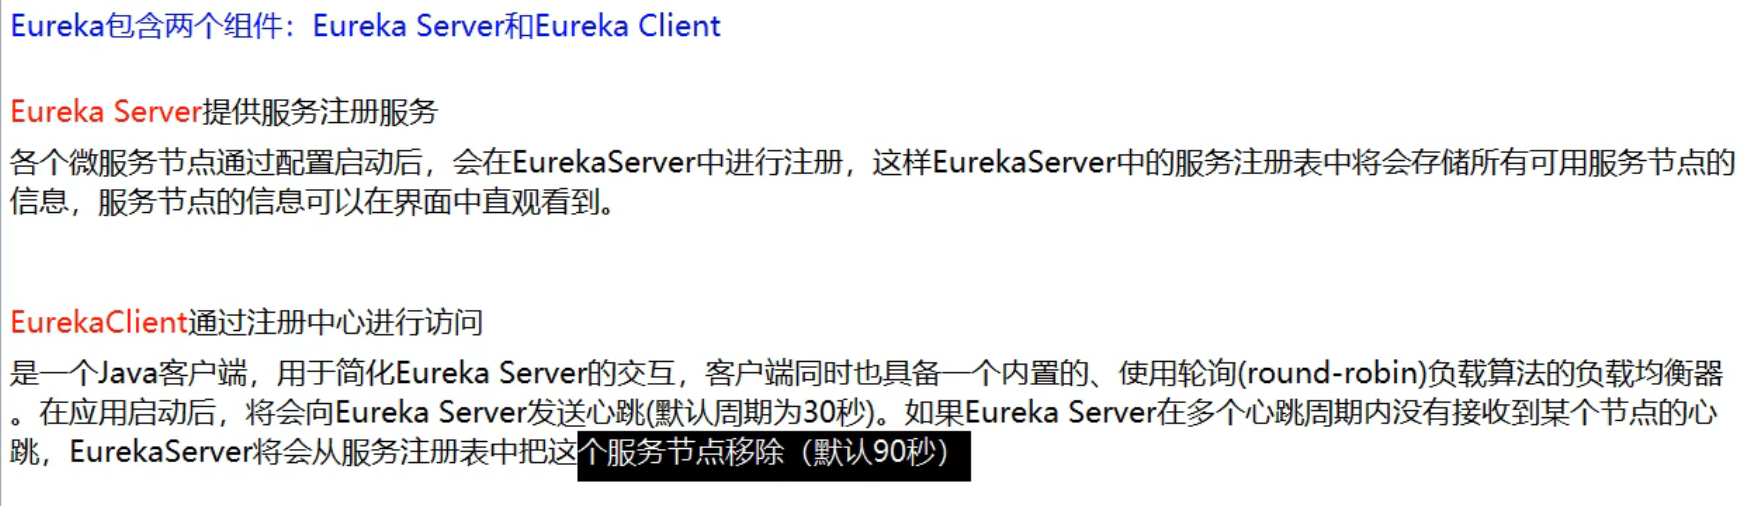 Eureka包含两个组件：Eureka Server和Eureka Client
Eureka Server提供服务注册服务
各个微服务节点通过配置启动后，会在EurekaServer中进行注册，这样EurekaServer中的服务注册表中将会存储所有可用服务节点的
信息，服务节点的信息可以在界面中直观看到。
EurekaClient通过注册中心进行访问
是一个Java客户端，用于简化Eureka Server的交互，客户端同时也具备一个内置的、使用轮询(round-robin)负载算法的负载均衡器
。在应用启动后，将会向Eureka Server发送心跳(默认周期为30秒)。如果Eureka Server在多个心跳周期内没有接收到某个节点的心
跳，EurekaServer将会从服务注册表中把这个服务节点移除（默认90秒）